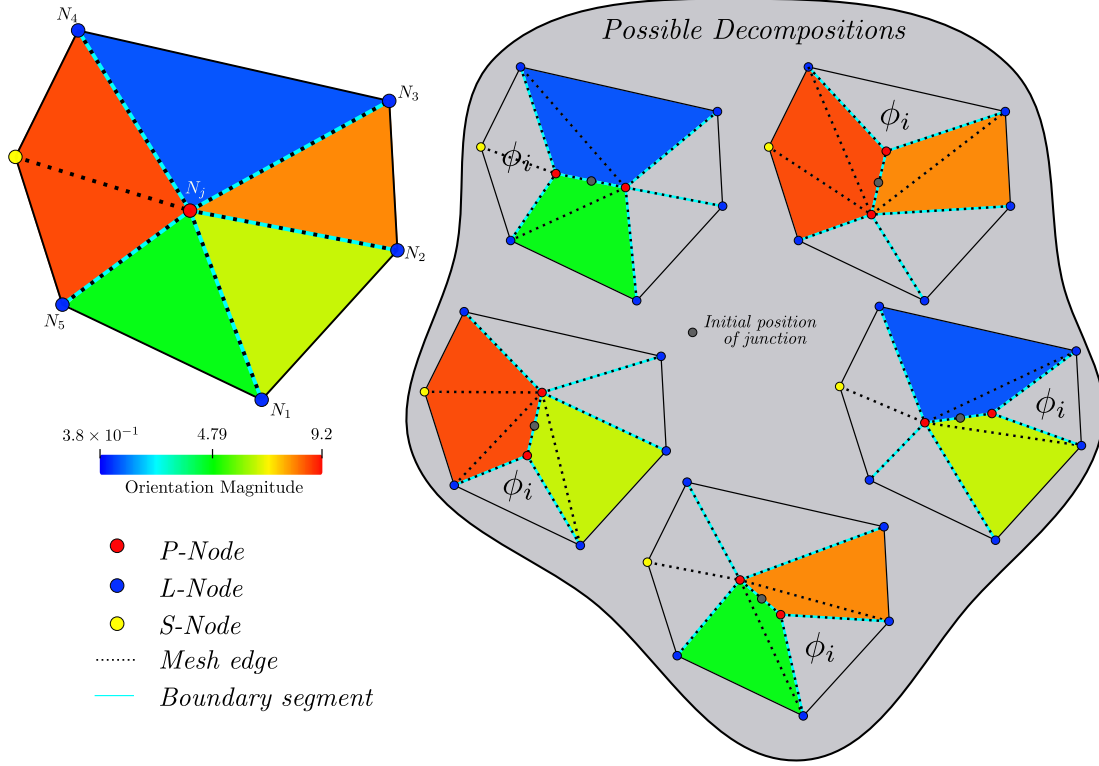 N₄
N₃
N_j
N₂
N₅
N₁
3.8 × 10⁻¹ 4.79 9.2
Orientation Magnitude
P-Node
L-Node
S-Node
Mesh edge
Boundary segment
Possible Decompositions
ϕᵢ
ϕᵢ
Initial position
of junction
ϕᵢ
ϕᵢ
ϕᵢ